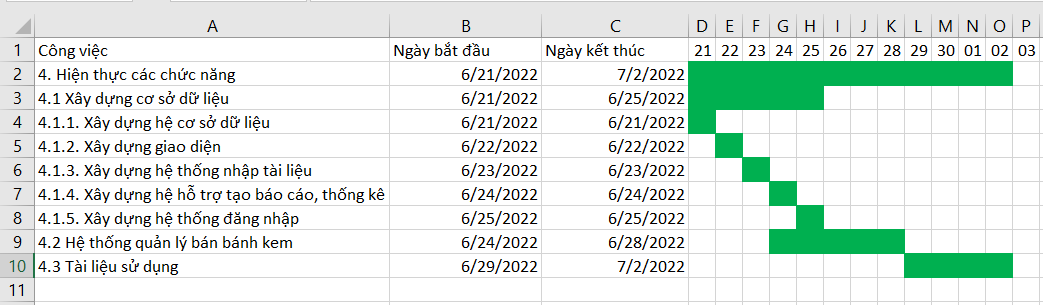 A B C D E F G H I J K L M N O P
1 Công việc Ngày bắt đầu Ngày kết thúc 21 22 23 24 25 26 27 28 29 30 01 02 03
2 4. Hiện thực các chức năng 6/21/2022 7/2/2022
3 4.1 Xây dựng cơ sở dữ liệu 6/21/2022 6/25/2022
4 4.1.1. Xây dựng hệ cơ sở dữ liệu 6/21/2022 6/21/2022
5 4.1.2. Xây dựng giao diện 6/22/2022 6/22/2022
6 4.1.3. Xây dựng hệ thống nhập tài liệu 6/23/2022 6/23/2022
7 4.1.4. Xây dựng hệ hỗ trợ tạo báo cáo, thống kê 6/24/2022 6/24/2022
8 4.1.5. Xây dựng hệ thống đăng nhập 6/25/2022 6/25/2022
9 4.2 Hệ thống quản lý bán bánh kem 6/24/2022 6/28/2022
10 4.3 Tài liệu sử dụng 6/29/2022 7/2/2022
11